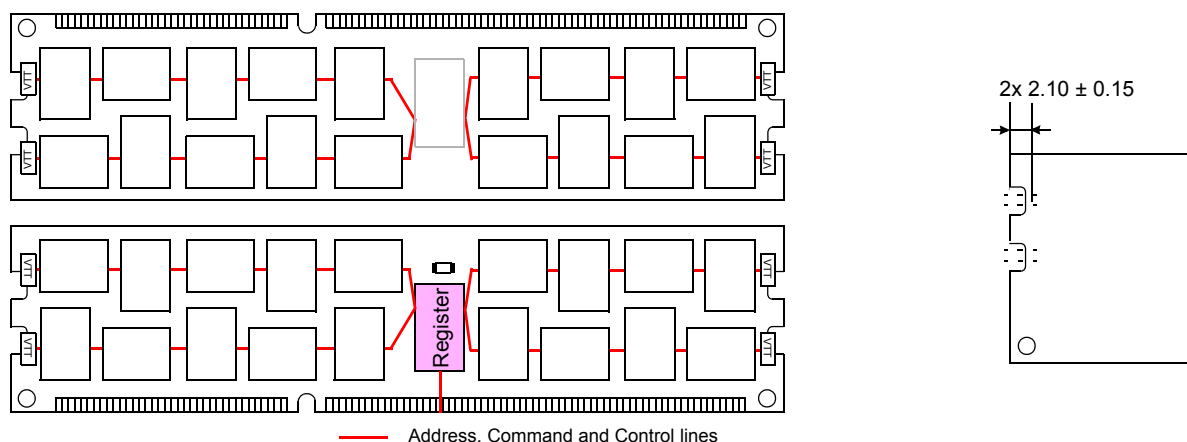 VTT
VTT
VTT
VTT
2x 2.10 ± 0.15
VTT
VTT
Register
VTT
VTT
Address, Command and Control lines